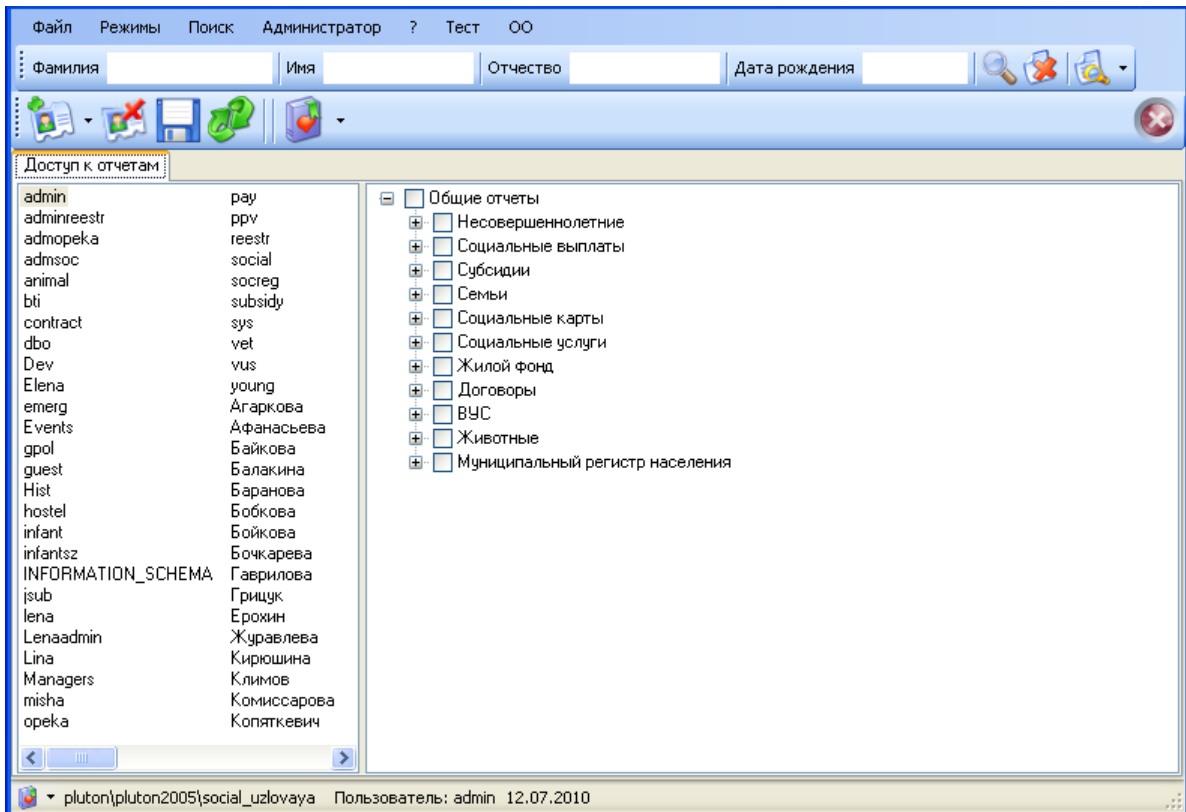 Файл Режимы Поиск Администратор ? Тест ОО
Фамилия Имя Отчество Дата рождения
Доступ к отчетам
admin
adminreestr
admopeka
admsoc
animal
bti
contract
dbo
Dev
Elena
emerg
Events
gpol
guest
Hist
hostel
infant
infantsz
INFORMATION_SCHEMA
jsub
lena
Lenaadmin
Lina
Managers
misha
opeka
pay
ppv
reestr
social
socreg
subsidy
sys
vet
vus
young
Агаркова
Афанасьева
Байкова
Балакина
Баранова
Бобкова
Бойкова
Бочкарева
Гаврилова
Грицук
Ерохин
Журавлева
Кирюшина
Климов
Комиссарова
Копяткевич
Общие отчеты
Несовершеннолетние
Социальные выплаты
Субсидии
Семьи
Социальные карты
Социальные услуги
Жилой фонд
Договоры
ВУС
Животные
Муниципальный регистр населения
pluton\pluton2005\social_uzlovaya Пользователь: admin 12.07.2010